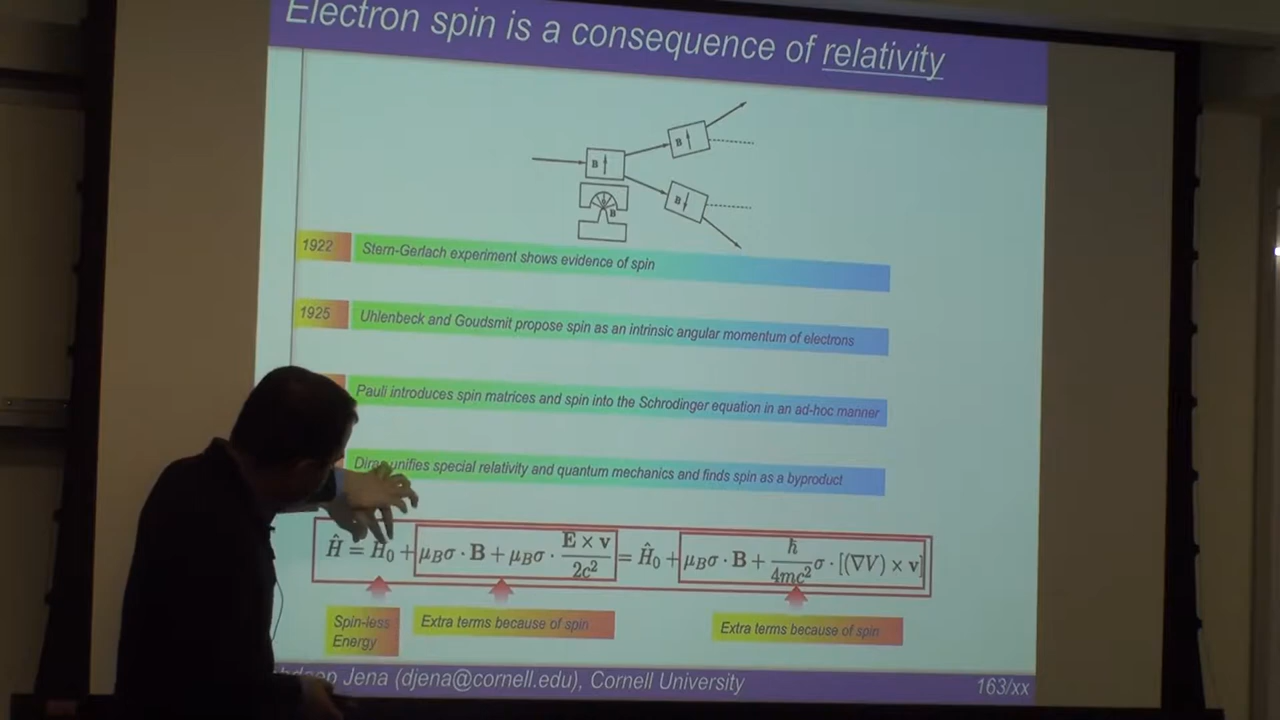 Electron spin is a consequence of relativity
B
B
B
B
1922
Stern-Gerlach experiment shows evidence of spin
1925
Uhlenbeck and Goudsmit propose spin as an intrinsic angular momentum of electrons
Pauli introduces spin matrices and spin into the Schrodinger equation in an ad-hoc manner
unifies special relativity and quantum mechanics and finds spin as a byproduct
Ĥ = Ĥ₀ + μ_Bσ · B + μ_Bσ · E × v / 2c² = Ĥ₀ + μ_Bσ · B + ħ / 4mc² σ · [(∇V) × v]
Spin-less
Energy
Extra terms because of spin
Extra terms because of spin
Jena (djena@cornell.edu), Cornell University
163/xx